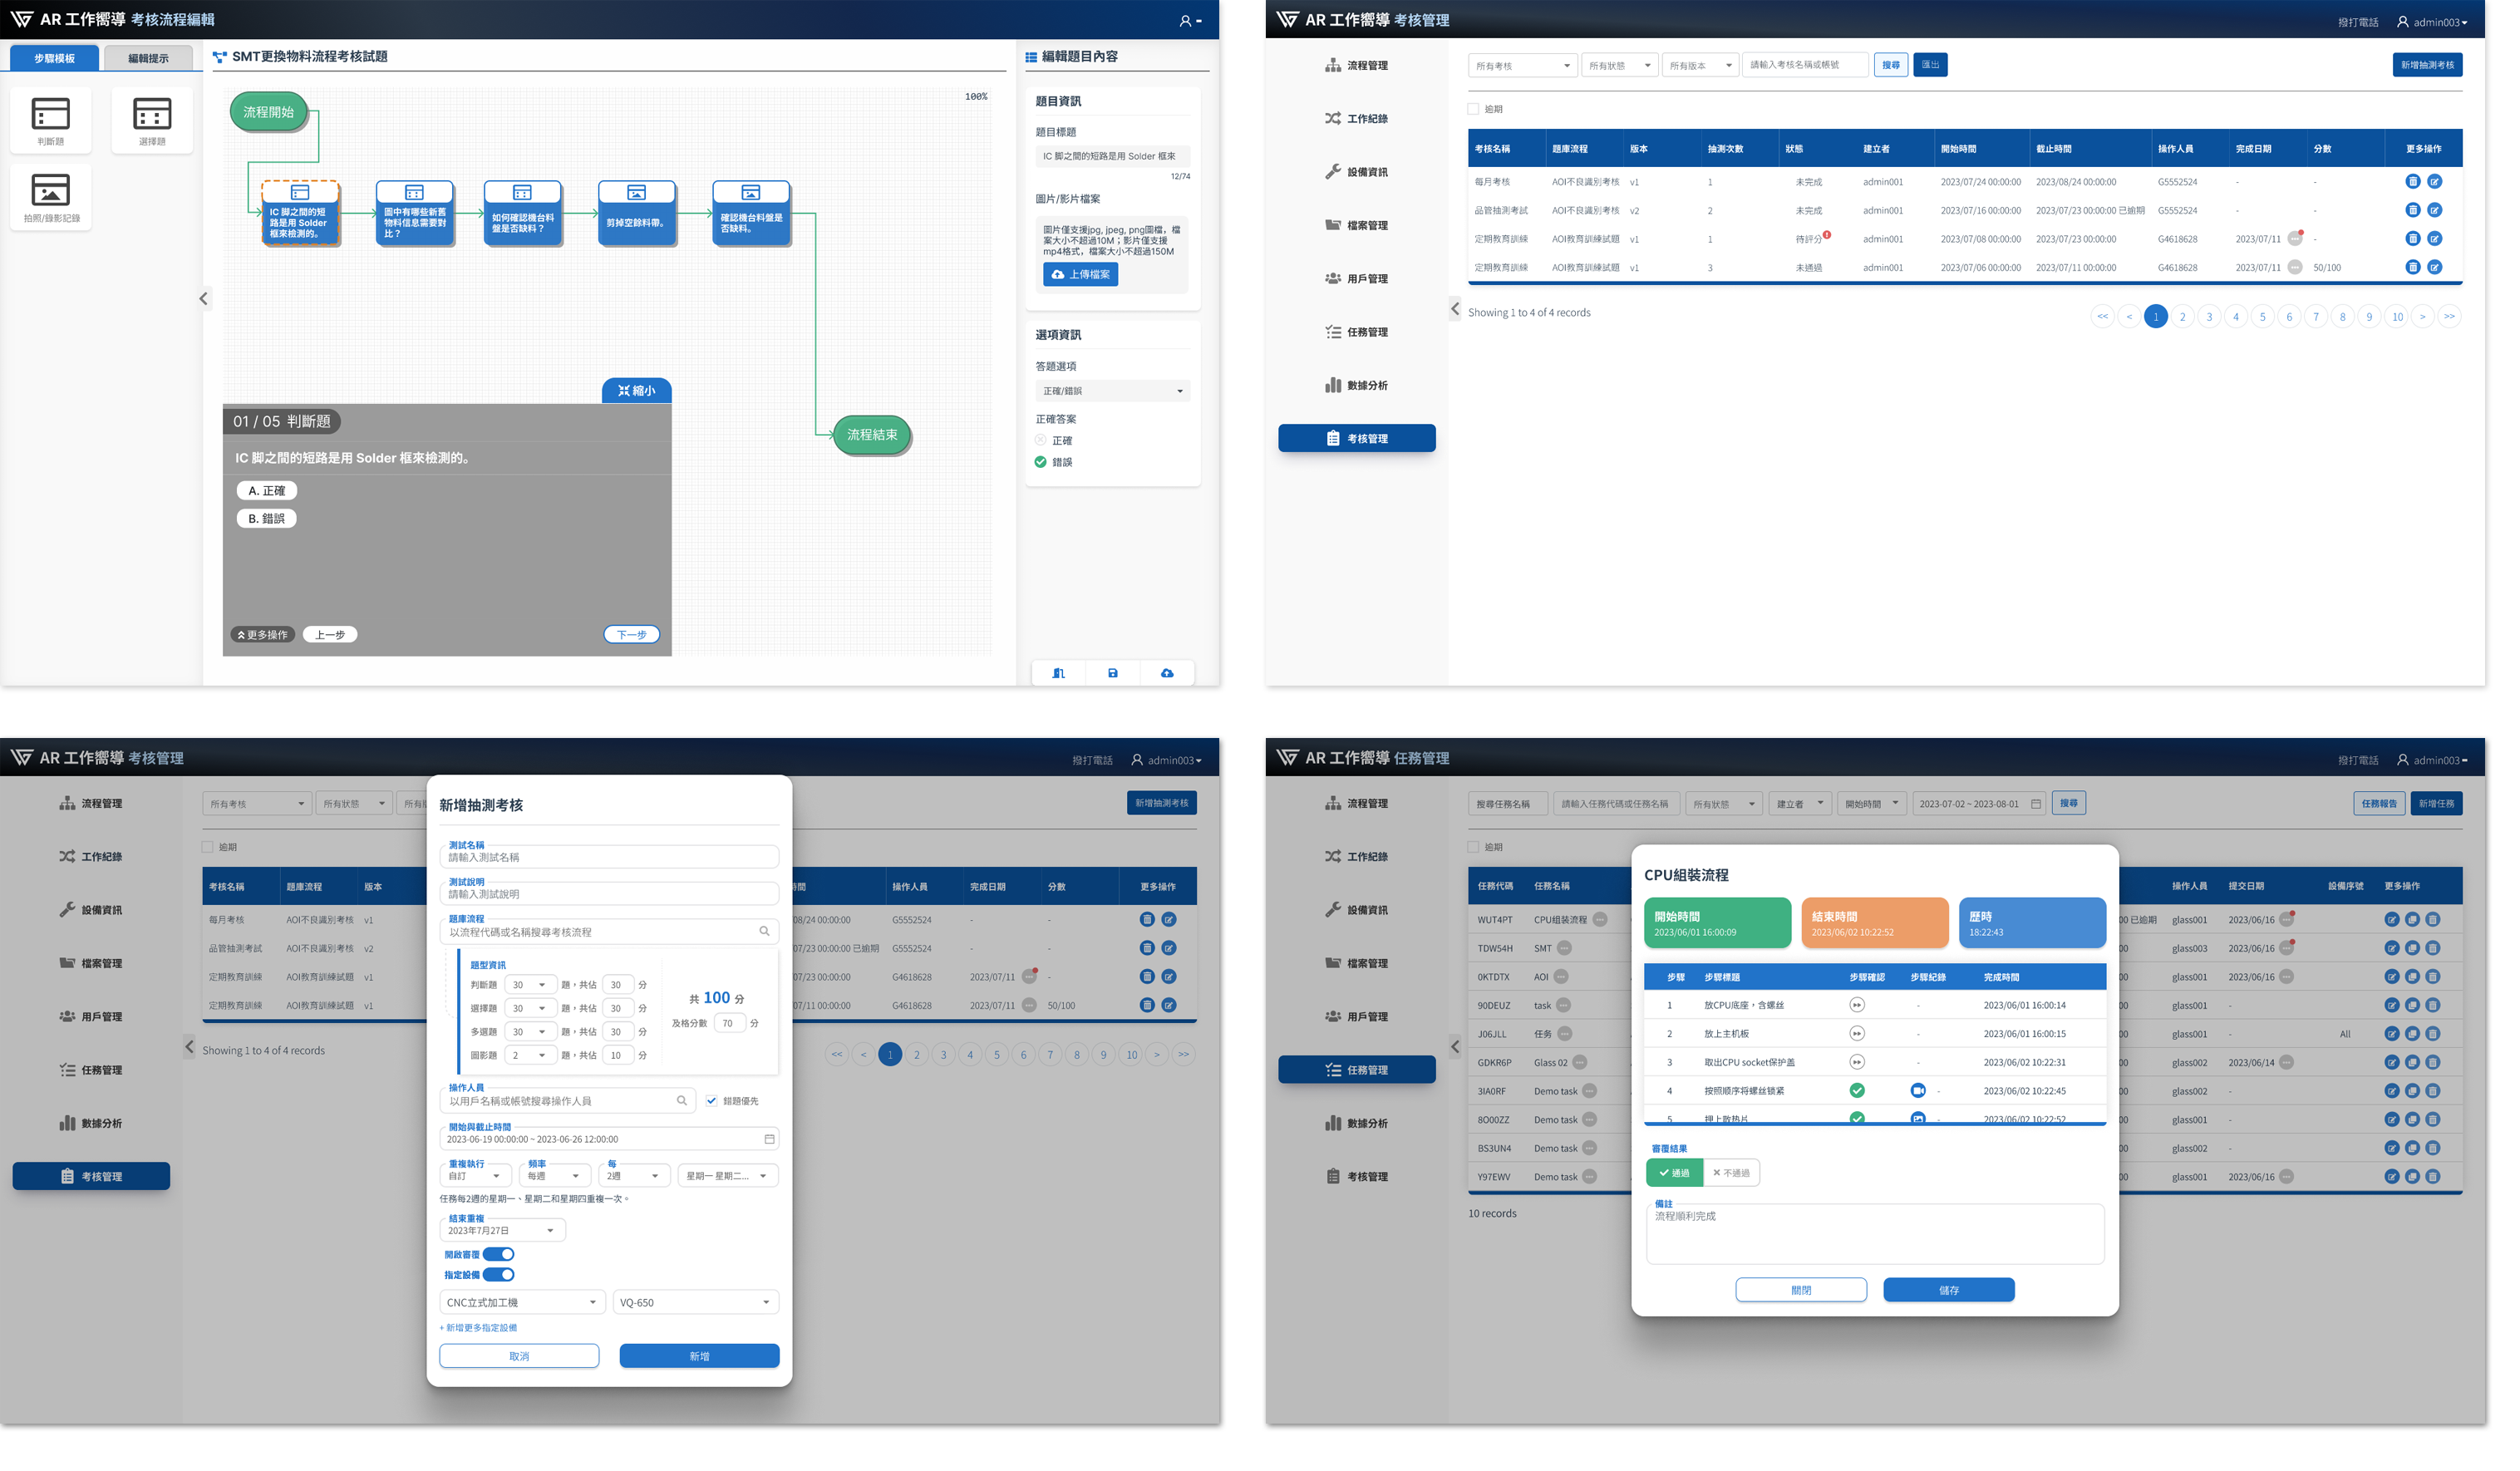 AR 工作嚮導 考核流程編輯
步驟模板
編輯提示
判斷題
選擇題
拍照/錄影記錄
SMT更換物料流程考核試題
100%
流程開始
IC 脚之間的短路是用 Solder 框來檢測的。
圖中有哪些新舊物料信息需要對比？
如何確認機台料盤是否缺料？
剪掉空餘料帶。
確認機台料盤是否缺料。
流程結束
縮小
01 / 05 判斷題
IC 脚之間的短路是用 Solder 框來檢測的。
A. 正確
B. 錯誤
更多操作
上一步
下一步
編輯題目內容
題目資訊
題目標題
IC 脚之間的短路是用 Solder 框來
12/74
圖片/影片檔案
圖片僅支援jpg, jpeg, png圖檔，檔案大小不超過10M；影片僅支援mp4格式，檔案大小不超過150M
上傳檔案
選項資訊
答題選項
正確/錯誤
正確答案
正確
錯誤
AR 工作嚮導 考核管理
撥打電話 admin003
流程管理
工作紀錄
設備資訊
檔案管理
用戶管理
任務管理
數據分析
考核管理
所有考核 所有狀態 所有版本 請輸入考核名稱或帳號 搜尋 匯出 新增抽測考核
逾期
考核名稱 題庫流程 版本 抽測次數 狀態 建立者 開始時間 截止時間 操作人員 完成日期 分數 更多操作
每月考核 AOI不良識別考核 v1 1 未完成 admin001 2023/07/24 00:00:00 2023/08/24 00:00:00 G5552524 - -
品管抽測考試 AOI不良識別考核 v2 2 未完成 admin001 2023/07/16 00:00:00 2023/07/23 00:00:00 已逾期 G5552524 - -
定期教育訓練 AOI教育訓練試題 v1 1 待評分 admin001 2023/07/08 00:00:00 2023/07/23 00:00:00 G4618628 2023/07/11 -
定期教育訓練 AOI教育訓練試題 v1 3 未通過 admin001 2023/07/06 00:00:00 2023/07/11 00:00:00 G4618628 2023/07/11 50/100
Showing 1 to 4 of 4 records
<< < 1 2 3 4 5 6 7 8 9 10 > >>
AR 工作嚮導 考核管理
撥打電話 admin003
流程管理
工作紀錄
設備資訊
檔案管理
用戶管理
任務管理
數據分析
考核管理
所有考核 所有狀態 所有 新增抽測考核
逾期
考核名稱 題庫流程 版本 時間 操作人員 完成日期 分數 更多操作
每月考核 AOI不良識別考核 v1 08/24 00:00:00 G5552524 - -
品管抽測考試 AOI不良識別考核 v2 07/23 00:00:00 已逾期 G5552524 - -
定期教育訓練 AOI教育訓練試題 v1 07/23 00:00:00 G4618628 2023/07/11 -
定期教育訓練 AOI教育訓練試題 v1 07/11 00:00:00 G4618628 2023/07/11 50/100
Showing 1 to 4 of 4 records
<< < 1 2 3 4 5 6 7 8 9 10 > >>
新增抽測考核
測試名稱
請輸入測試名稱
測試說明
請輸入測試說明
題庫流程
以流程代碼或名稱搜尋考核流程
題型資訊
判斷題 30 題，共佔 30 分
選擇題 30 題，共佔 30 分
多選題 30 題，共佔 30 分
圖影題 2 題，共佔 10 分
共 100 分
及格分數 70 分
操作人員
以用戶名稱或帳號搜尋操作人員
錯題優先
開始與截止時間
2023-06-19 00:00:00 ~ 2023-06-26 12:00:00
重複執行 頻率 每
自訂 每週 2週 星期一 星期二...
任務每2週的星期一、星期二和星期四重複一次。
結束重複
2023年7月27日
開啟審覆
指定設備
CNC立式加工機 VQ-650
+ 新增更多指定設備
取消 新增
AR 工作嚮導 任務管理
撥打電話 admin003
流程管理
工作紀錄
設備資訊
檔案管理
用戶管理
任務管理
數據分析
考核管理
搜尋任務名稱 請輸入任務代碼或任務名稱 所有狀態 建立者 開始時間 2023-07-02 ~ 2023-08-01 搜尋 任務報告 新增任務
逾期
任務代碼 任務名稱 操作人員 提交日期 設備序號 更多操作
WUT4PT CPU组装流程 00 已逾期 glass001 2023/06/16
TDW54H SMT 00 glass003 2023/06/16
0KTDTX AOI 00 glass001 2023/06/16
90DEUZ task 00 glass001
J06JLL 任务 00 glass001 All
GDKR6P Glass 02 00 glass002 2023/06/14
3IA0RF Demo task 00 glass002 -
8O00ZZ Demo task 00 glass001 -
BS3UN4 Demo task 00 glass002 -
Y97EWV Demo task 00 glass002 2023/06/16
10 records
CPU組裝流程
開始時間
2023/06/01 16:00:09
結束時間
2023/06/02 10:22:52
歷時
18:22:43
步驟 步驟標題 步驟確認 步驟紀錄 完成時間
1 放CPU底座，含螺丝 - 2023/06/01 16:00:14
2 放上主机板 - 2023/06/01 16:00:15
3 取出CPU socket保护盖 - 2023/06/02 10:22:31
4 按照顺序将螺丝锁紧 - 2023/06/02 10:22:45
5 押上散热片 - 2023/06/02 10:22:52
審覆結果
通過 不通過
備註
流程順利完成
關閉 儲存